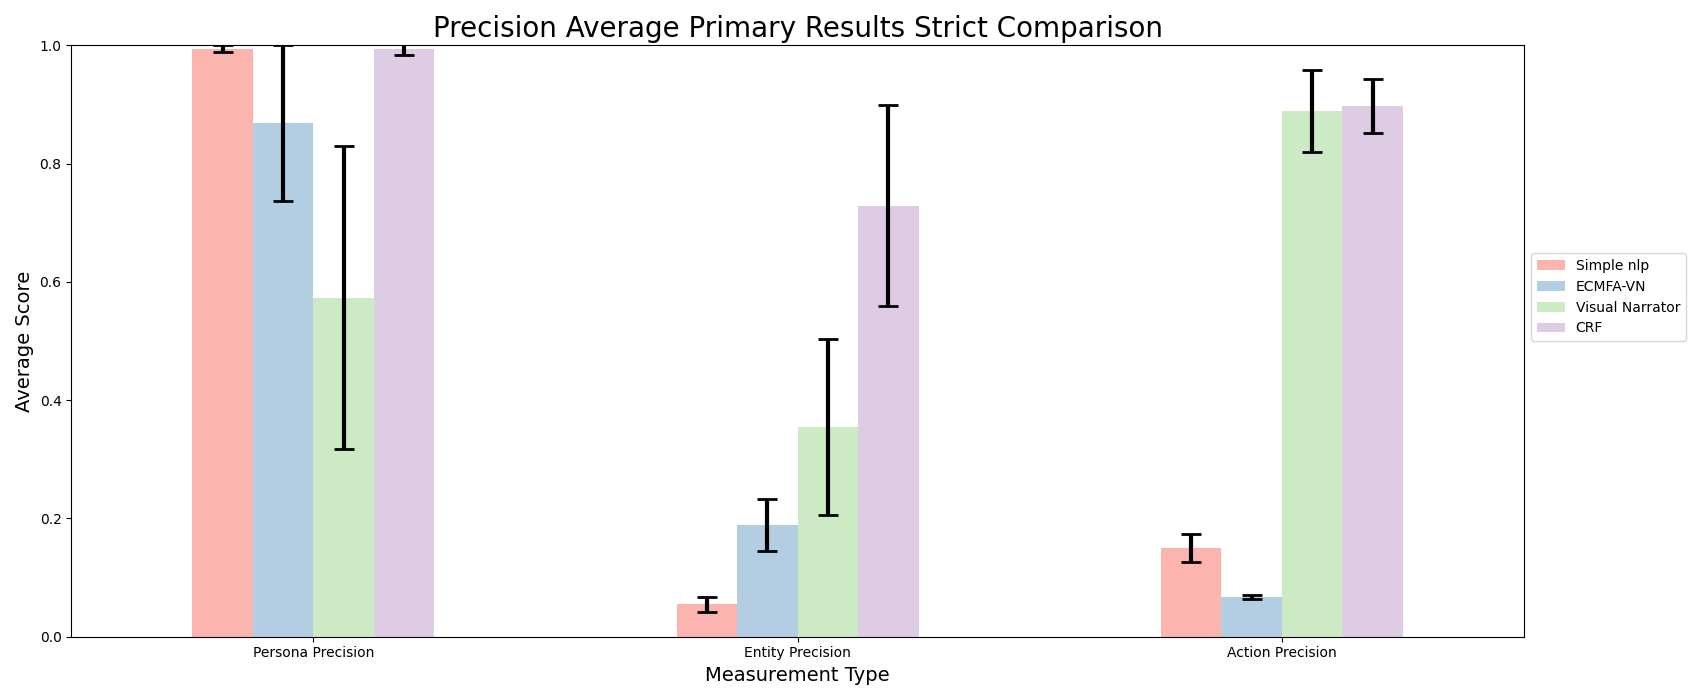 Precision Average Primary Results Strict Comparison
1.0
0.8
0.6
0.4
0.2
0.0
Average Score
Persona Precision
Entity Precision
Action Precision
Measurement Type
Simple nlp
ECMFA-VN
Visual Narrator
CRF